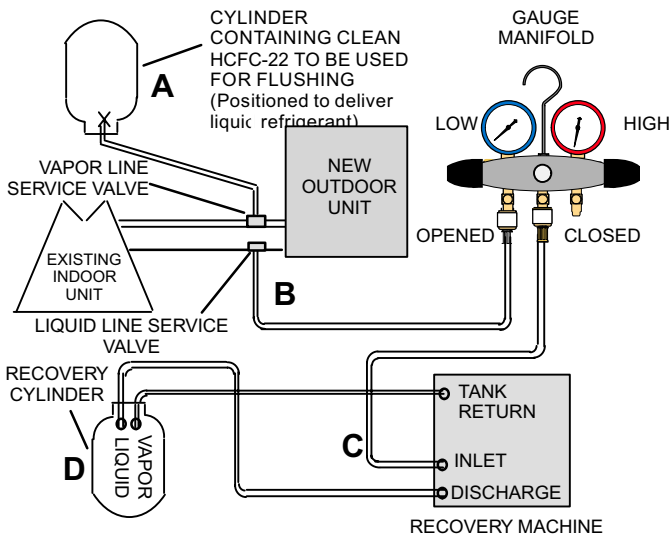 CYLINDER
CONTAINING CLEAN
HCFC-22 TO BE USED
FOR FLUSHING
(Positioned to deliver
liquid refrigerant)
A
GAUGE
MANIFOLD
LOW
HIGH
VAPOR LINE
SERVICE VALVE
NEW
OUTDOOR
UNIT
OPENED
CLOSED
EXISTING
INDOOR
UNIT
B
LIQUID LINE SERVICE
VALVE
RECOVERY
CYLINDER
TANK
RETURN
C
D
LIQUID
VAPOR
INLET
DISCHARGE
RECOVERY MACHINE